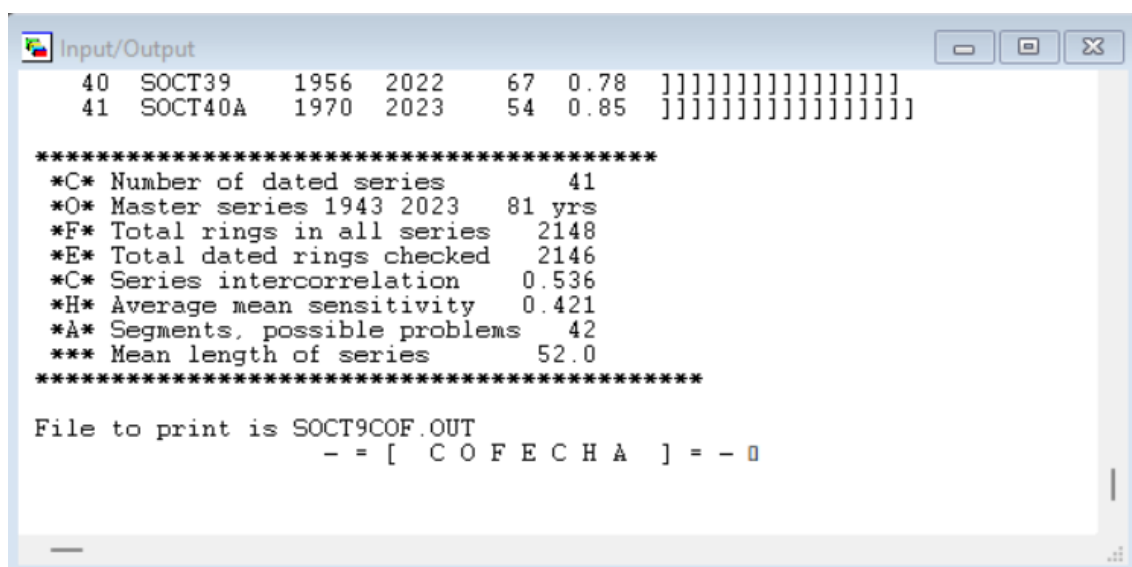 Input/Output
40 SOCT39 1956 2022 67 0.78 ]]]]]]]]]]]]]]]]
41 SOCT40A 1970 2023 54 0.85 ]]]]]]]]]]]]]]]]]
*****************************************
*C* Number of dated series 41
*O* Master series 1943 2023 81 yrs
*F* Total rings in all series 2148
*E* Total dated rings checked 2146
*C* Series intercorrelation 0.536
*H* Average mean sensitivity 0.421
*A* Segments, possible problems 42
*** Mean length of series 52.0
********************************************
File to print is SOCT9COF.OUT
- = [ C O F E C H A ] = -